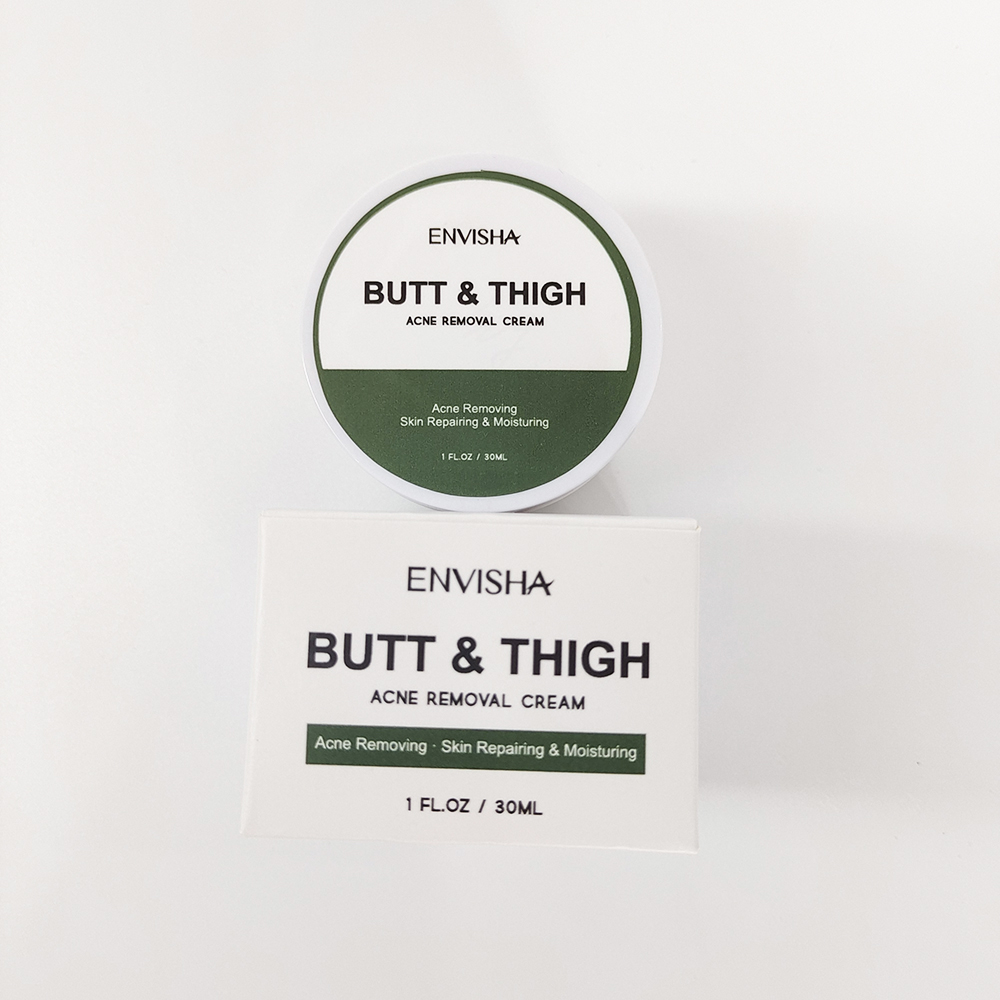 ENVISHA
BUTT & THIGH
ACNE REMOVAL CREAM
Acne Removing
Skin Repairing & Moisturing
1 FL.OZ / 30ML
ENVISHA
BUTT & THIGH
ACNE REMOVAL CREAM
Acne Removing · Skin Repairing & Moisturing
1 FL.OZ / 30ML